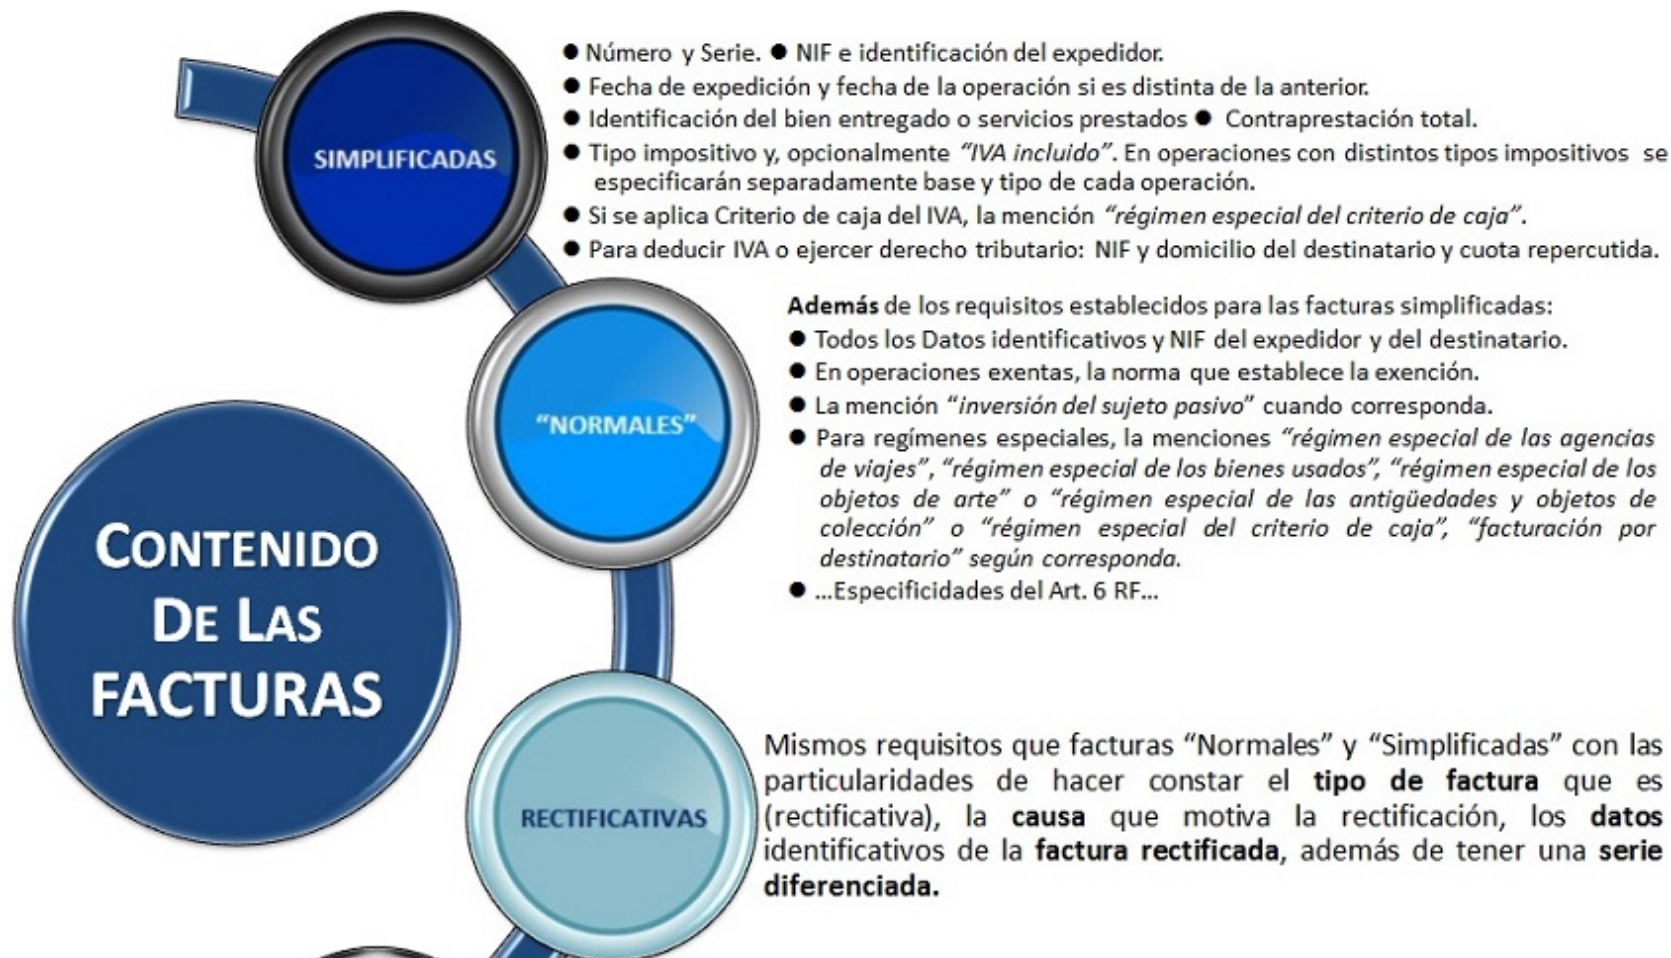 SIMPLIFICADAS
● Número y Serie. ● NIF e identificación del expedidor.
● Fecha de expedición y fecha de la operación si es distinta de la anterior.
● Identificación del bien entregado o servicios prestados ● Contraprestación total.
● Tipo impositivo y, opcionalmente “IVA incluido”. En operaciones con distintos tipos impositivos se
especificarán separadamente base y tipo de cada operación.
● Si se aplica Criterio de caja del IVA, la mención “régimen especial del criterio de caja”.
● Para deducir IVA o ejercer derecho tributario: NIF y domicilio del destinatario y cuota repercutida.
“NORMALES”
Además de los requisitos establecidos para las facturas simplificadas:
● Todos los Datos identificativos y NIF del expedidor y del destinatario.
● En operaciones exentas, la norma que establece la exención.
● La mención “inversión del sujeto pasivo” cuando corresponda.
● Para regímenes especiales, la menciones “régimen especial de las agencias
de viajes”, “régimen especial de los bienes usados”, “régimen especial de los
objetos de arte” o “régimen especial de las antigüedades y objetos de
colección” o “régimen especial del criterio de caja”, “facturación por
destinatario” según corresponda.
● ...Especificidades del Art. 6 RF...
CONTENIDO
DE LAS
FACTURAS
RECTIFICATIVAS
Mismos requisitos que facturas “Normales” y “Simplificadas” con las
particularidades de hacer constar el tipo de factura que es
(rectificativa), la causa que motiva la rectificación, los datos
identificativos de la factura rectificada, además de tener una serie
diferenciada.